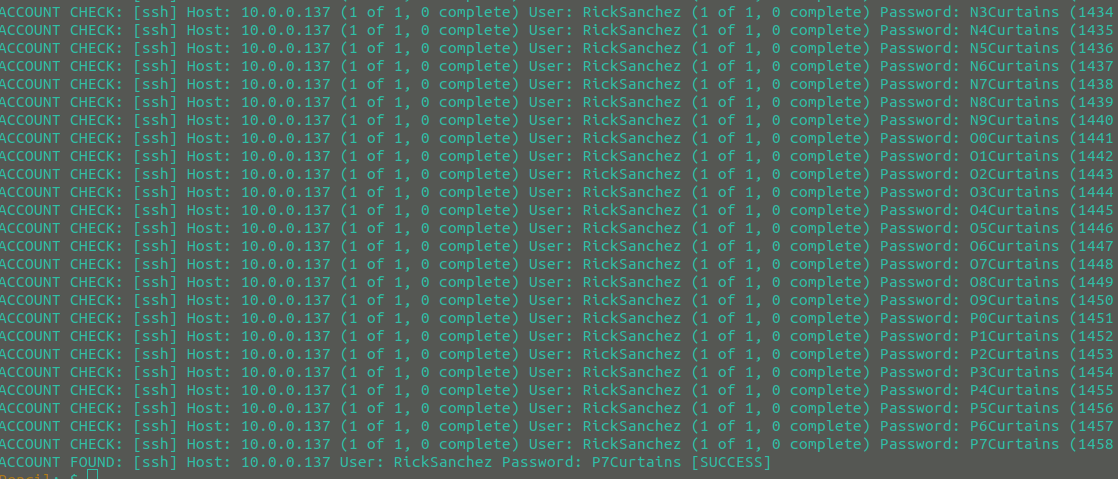 ACCOUNT CHECK: [ssh] Host: 10.0.0.137 (1 of 1, 0 complete) User: RickSanchez (1 of 1, 0 complete) Password: N3Curtains (1434
ACCOUNT CHECK: [ssh] Host: 10.0.0.137 (1 of 1, 0 complete) User: RickSanchez (1 of 1, 0 complete) Password: N4Curtains (1435
ACCOUNT CHECK: [ssh] Host: 10.0.0.137 (1 of 1, 0 complete) User: RickSanchez (1 of 1, 0 complete) Password: N5Curtains (1436
ACCOUNT CHECK: [ssh] Host: 10.0.0.137 (1 of 1, 0 complete) User: RickSanchez (1 of 1, 0 complete) Password: N6Curtains (1437
ACCOUNT CHECK: [ssh] Host: 10.0.0.137 (1 of 1, 0 complete) User: RickSanchez (1 of 1, 0 complete) Password: N7Curtains (1438
ACCOUNT CHECK: [ssh] Host: 10.0.0.137 (1 of 1, 0 complete) User: RickSanchez (1 of 1, 0 complete) Password: N8Curtains (1439
ACCOUNT CHECK: [ssh] Host: 10.0.0.137 (1 of 1, 0 complete) User: RickSanchez (1 of 1, 0 complete) Password: N9Curtains (1440
ACCOUNT CHECK: [ssh] Host: 10.0.0.137 (1 of 1, 0 complete) User: RickSanchez (1 of 1, 0 complete) Password: O0Curtains (1441
ACCOUNT CHECK: [ssh] Host: 10.0.0.137 (1 of 1, 0 complete) User: RickSanchez (1 of 1, 0 complete) Password: O1Curtains (1442
ACCOUNT CHECK: [ssh] Host: 10.0.0.137 (1 of 1, 0 complete) User: RickSanchez (1 of 1, 0 complete) Password: O2Curtains (1443
ACCOUNT CHECK: [ssh] Host: 10.0.0.137 (1 of 1, 0 complete) User: RickSanchez (1 of 1, 0 complete) Password: O3Curtains (1444
ACCOUNT CHECK: [ssh] Host: 10.0.0.137 (1 of 1, 0 complete) User: RickSanchez (1 of 1, 0 complete) Password: O4Curtains (1445
ACCOUNT CHECK: [ssh] Host: 10.0.0.137 (1 of 1, 0 complete) User: RickSanchez (1 of 1, 0 complete) Password: O5Curtains (1446
ACCOUNT CHECK: [ssh] Host: 10.0.0.137 (1 of 1, 0 complete) User: RickSanchez (1 of 1, 0 complete) Password: O6Curtains (1447
ACCOUNT CHECK: [ssh] Host: 10.0.0.137 (1 of 1, 0 complete) User: RickSanchez (1 of 1, 0 complete) Password: O7Curtains (1448
ACCOUNT CHECK: [ssh] Host: 10.0.0.137 (1 of 1, 0 complete) User: RickSanchez (1 of 1, 0 complete) Password: O8Curtains (1449
ACCOUNT CHECK: [ssh] Host: 10.0.0.137 (1 of 1, 0 complete) User: RickSanchez (1 of 1, 0 complete) Password: O9Curtains (1450
ACCOUNT CHECK: [ssh] Host: 10.0.0.137 (1 of 1, 0 complete) User: RickSanchez (1 of 1, 0 complete) Password: P0Curtains (1451
ACCOUNT CHECK: [ssh] Host: 10.0.0.137 (1 of 1, 0 complete) User: RickSanchez (1 of 1, 0 complete) Password: P1Curtains (1452
ACCOUNT CHECK: [ssh] Host: 10.0.0.137 (1 of 1, 0 complete) User: RickSanchez (1 of 1, 0 complete) Password: P2Curtains (1453
ACCOUNT CHECK: [ssh] Host: 10.0.0.137 (1 of 1, 0 complete) User: RickSanchez (1 of 1, 0 complete) Password: P3Curtains (1454
ACCOUNT CHECK: [ssh] Host: 10.0.0.137 (1 of 1, 0 complete) User: RickSanchez (1 of 1, 0 complete) Password: P4Curtains (1455
ACCOUNT CHECK: [ssh] Host: 10.0.0.137 (1 of 1, 0 complete) User: RickSanchez (1 of 1, 0 complete) Password: P5Curtains (1456
ACCOUNT CHECK: [ssh] Host: 10.0.0.137 (1 of 1, 0 complete) User: RickSanchez (1 of 1, 0 complete) Password: P6Curtains (1457
ACCOUNT CHECK: [ssh] Host: 10.0.0.137 (1 of 1, 0 complete) User: RickSanchez (1 of 1, 0 complete) Password: P7Curtains (1458
ACCOUNT FOUND: [ssh] Host: 10.0.0.137 User: RickSanchez Password: P7Curtains [SUCCESS]